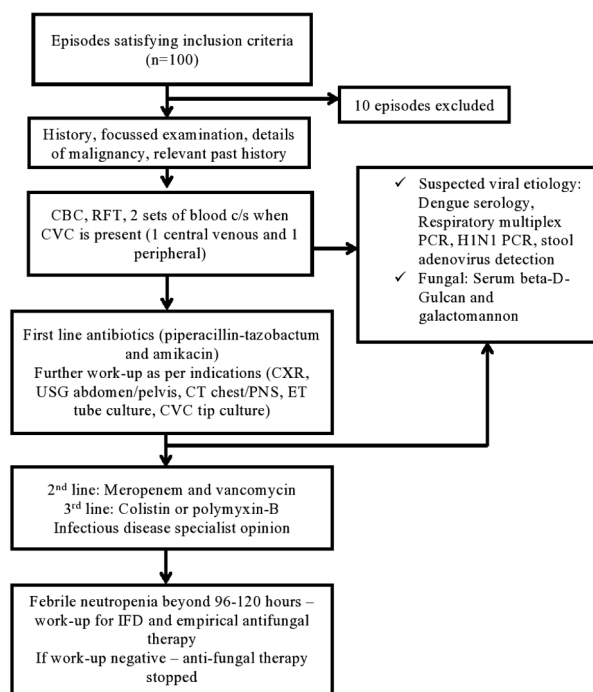 Episodes satisfying inclusion criteria
(n=100)
10 episodes excluded
History, focussed examination, details
of malignancy, relevant past history
CBC, RFT, 2 sets of blood c/s when
CVC is present (1 central venous and 1
peripheral)
✓ Suspected viral etiology:
Dengue serology,
Respiratory multiplex
PCR, H1N1 PCR, stool
adenovirus detection
✓ Fungal: Serum beta-D-
Gulcan and
galactomannon
First line antibiotics (piperacillin-tazobactum
and amikacin)
Further work-up as per indications (CXR,
USG abdomen/pelvis, CT chest/PNS, ET
tube culture, CVC tip culture)
2nd line: Meropenem and vancomycin
3rd line: Colistin or polymyxin-B
Infectious disease specialist opinion
Febrile neutropenia beyond 96-120 hours –
work-up for IFD and empirical antifungal
therapy
If work-up negative – anti-fungal therapy
stopped